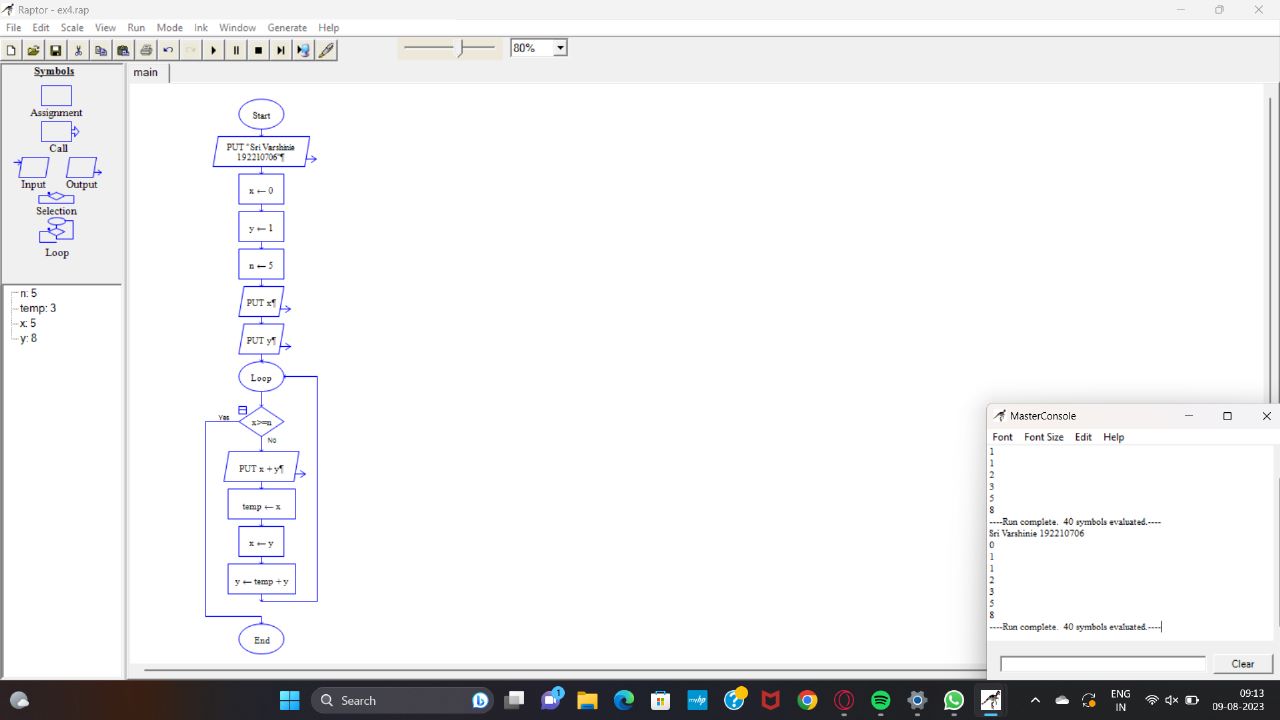 Raptor - ex4.rap
File Edit Scale View Run Mode Ink Window Generate Help
80%
Symbols
Assignment
Call
Input Output
Selection
Loop
n: 5
temp: 3
x: 5
y: 8
main
Start
PUT "Sri Varshinie
192210706"¶
x ← 0
y ← 1
n ← 5
PUT x¶
PUT y¶
Loop
Yes
x>=n
No
PUT x + y¶
temp ← x
x ← y
y ← temp + y
End
MasterConsole
Font Font Size Edit Help
1
1
2
3
5
8
----Run complete. 40 symbols evaluated.----
Sri Varshinie 192210706
0
1
1
2
3
5
8
----Run complete. 40 symbols evaluated.----
Clear
Search
1
ENG
IN
09:13
09-08-2023